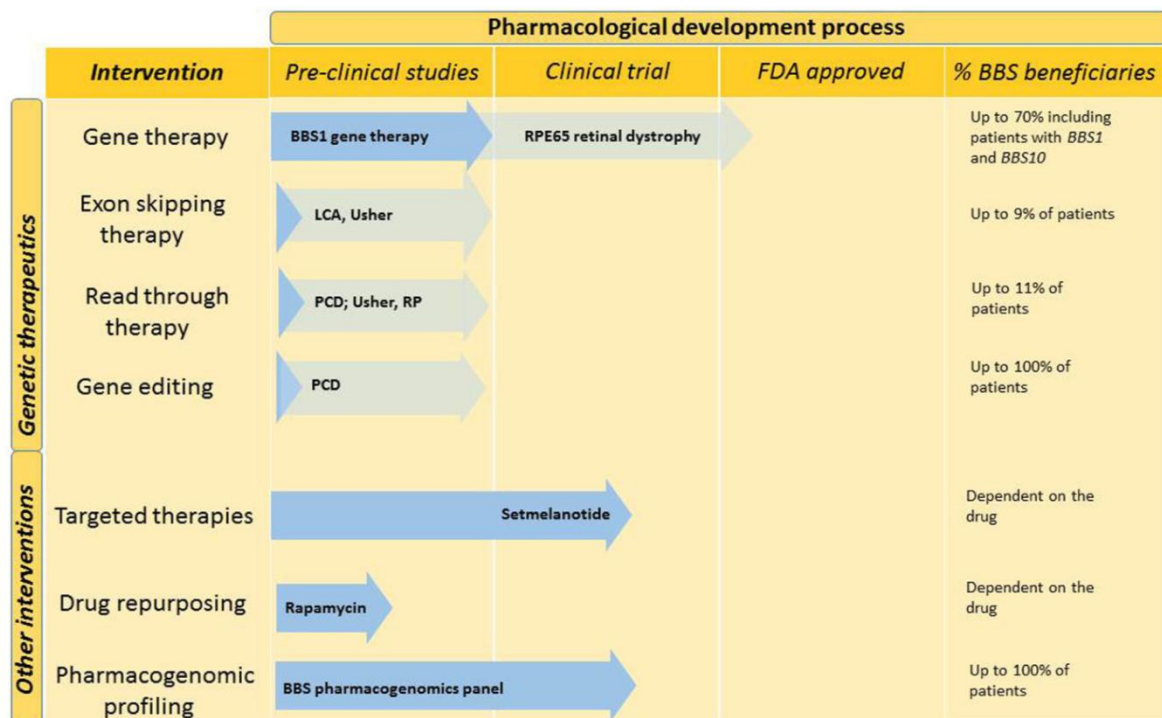 Pharmacological development process
Intervention
Pre-clinical studies
Clinical trial
FDA approved
% BBS beneficiaries
Genetic therapeutics
Gene therapy
BBS1 gene therapy
RPE65 retinal dystrophy
Up to 70% including
patients with BBS1
and BBS10
Exon skipping
therapy
LCA, Usher
Up to 9% of patients
Read through
therapy
PCD; Usher, RP
Up to 11% of
patients
Gene editing
PCD
Up to 100% of
patients
Other interventions
Targeted therapies
Setmelanotide
Dependent on the
drug
Drug repurposing
Rapamycin
Dependent on the
drug
Pharmacogenomic
profiling
BBS pharmacogenomics panel
Up to 100% of
patients